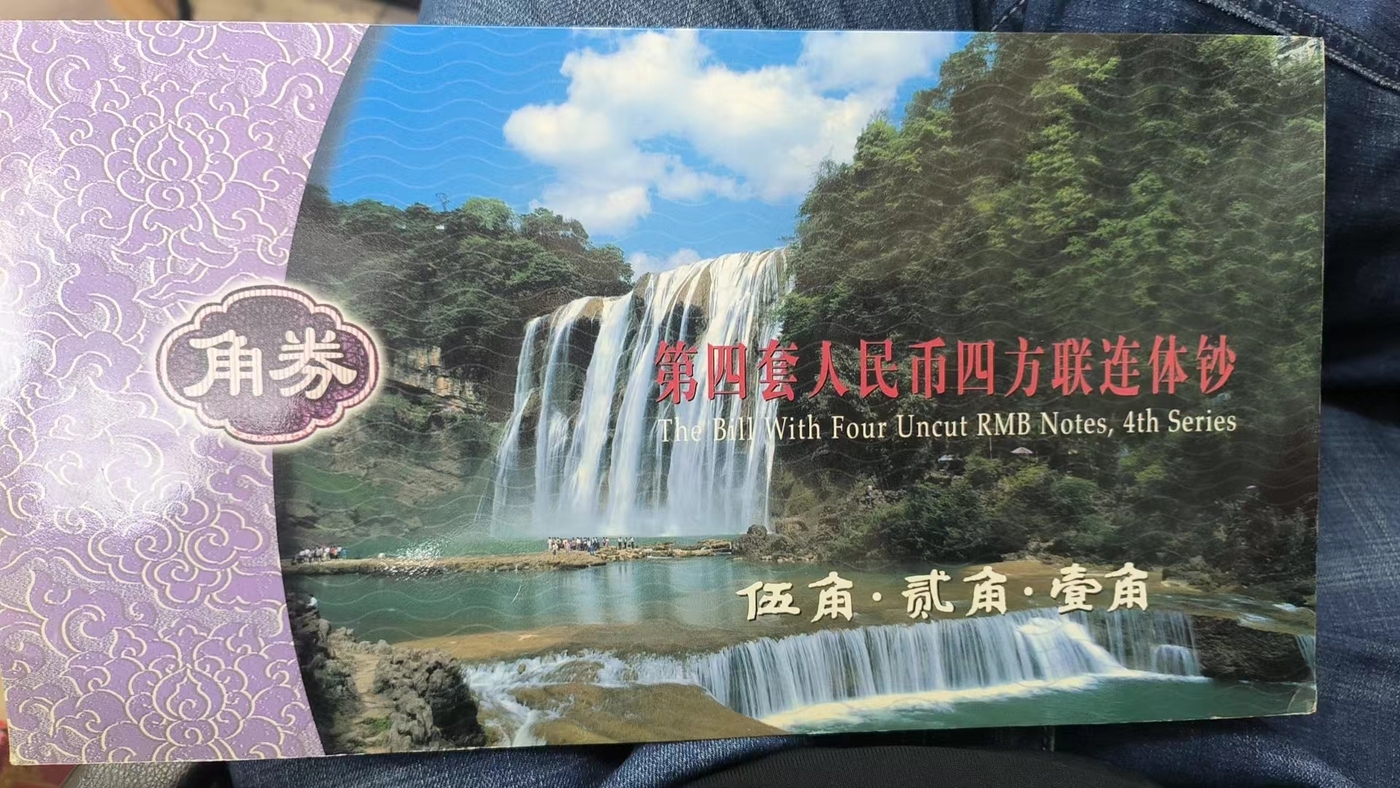 角券
第四套人民币四方联连体钞
The Bill With Four Uncut RMB Notes, 4th Series
伍角·贰角·壹角